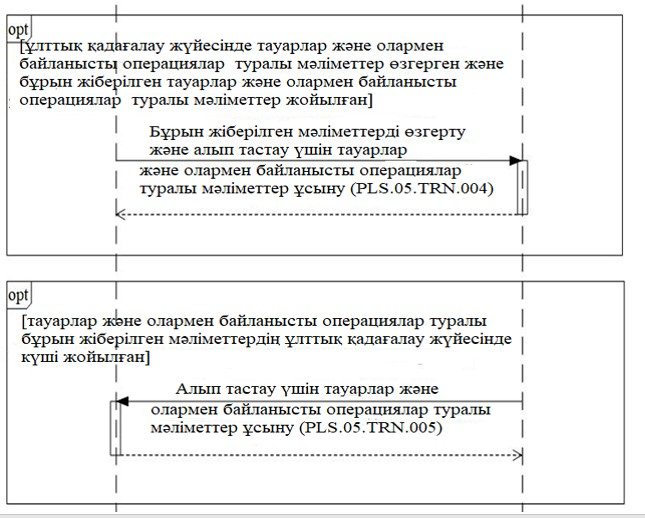 opt
[ұлттық қадағалау жүйесінде тауарлар және олармен
байланысты операциялар туралы мәліметтер өзгерген және
бұрын жіберілген тауарлар және олармен байланысты
операциялар туралы мәліметтер жойылған]
Бұрын жіберілген мәліметтерді өзгерту
және алып тастау үшін тауарлар
және олармен байланысты операциялар
туралы мәліметтер ұсыну (PLS.05.TRN.004)
opt
[тауарлар және олармен байланысты операциялар туралы
бұрын жіберілген мәліметтердің ұлттық қадағалау жүйесінде
күші жойылған]
Алып тастау үшін тауарлар және
олармен байланысты операциялар туралы
мәліметтер ұсыну (PLS.05.TRN.005)